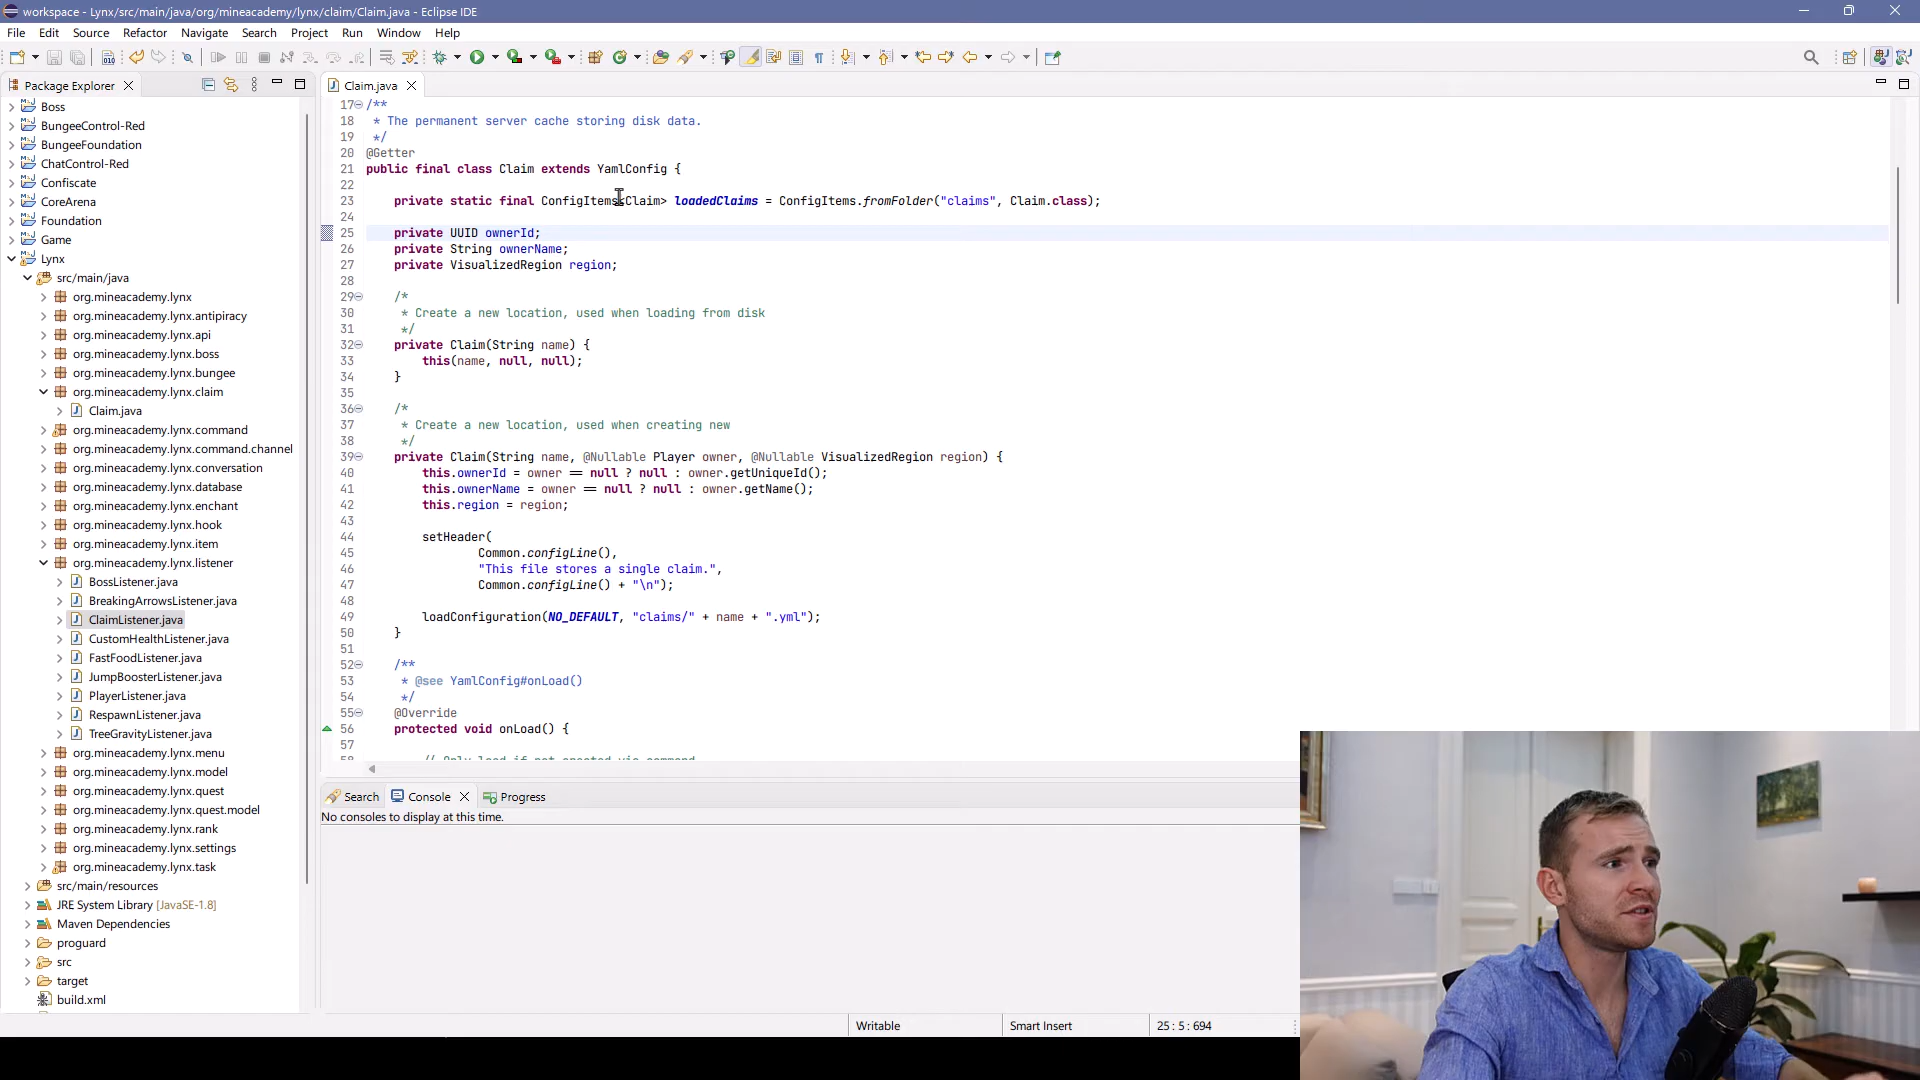 workspace - Lynx/src/main/java/org/mineacademy/lynx/claim/Claim.java - Eclipse IDE
File Edit Source Refactor Navigate Search Project Run Window Help
Package Explorer
Boss
BungeeControl-Red
BungeeFoundation
ChatControl-Red
Confiscate
CoreArena
Foundation
Game
Lynx
src/main/java
org.mineacademy.lynx
org.mineacademy.lynx.antipiracy
org.mineacademy.lynx.api
org.mineacademy.lynx.boss
org.mineacademy.lynx.bungee
org.mineacademy.lynx.claim
Claim.java
org.mineacademy.lynx.command
org.mineacademy.lynx.command.channel
org.mineacademy.lynx.conversation
org.mineacademy.lynx.database
org.mineacademy.lynx.enchant
org.mineacademy.lynx.hook
org.mineacademy.lynx.item
org.mineacademy.lynx.listener
BossListener.java
BreakingArrowsListener.java
ClaimListener.java
CustomHealthListener.java
FastFoodListener.java
JumpBoosterListener.java
PlayerListener.java
RespawnListener.java
TreeGravityListener.java
org.mineacademy.lynx.menu
org.mineacademy.lynx.model
org.mineacademy.lynx.quest
org.mineacademy.lynx.quest.model
org.mineacademy.lynx.rank
org.mineacademy.lynx.settings
org.mineacademy.lynx.task
src/main/resources
JRE System Library [JavaSE-1.8]
Maven Dependencies
proguard
src
target
build.xml
Claim.java
17 /**
18 * The permanent server cache storing disk data.
19 */
20 @Getter
21 public final class Claim extends YamlConfig {
22
23 private static final ConfigItems<Claim> loadedClaims = ConfigItems.fromFolder("claims", Claim.class);
24
25 private UUID ownerId;
26 private String ownerName;
27 private VisualizedRegion region;
28
29 /*
30 * Create a new location, used when loading from disk
31 */
32 private Claim(String name) {
33 this(name, null, null);
34 }
35
36 /*
37 * Create a new location, used when creating new
38 */
39 private Claim(String name, @Nullable Player owner, @Nullable VisualizedRegion region) {
40 this.ownerId = owner == null ? null : owner.getUniqueId();
41 this.ownerName = owner == null ? null : owner.getName();
42 this.region = region;
43
44 setHeader(
45 Common.configLine(),
46 "This file stores a single claim.",
47 Common.configLine() + "\n");
48
49 loadConfiguration(NO_DEFAULT, "claims/" + name + ".yml");
50 }
51
52 /**
53 * @see YamlConfig#onLoad()
54 */
55 @Override
56 protected void onLoad() {
57
Search Console Progress
No consoles to display at this time.
Writable Smart Insert 25 : 5 : 694